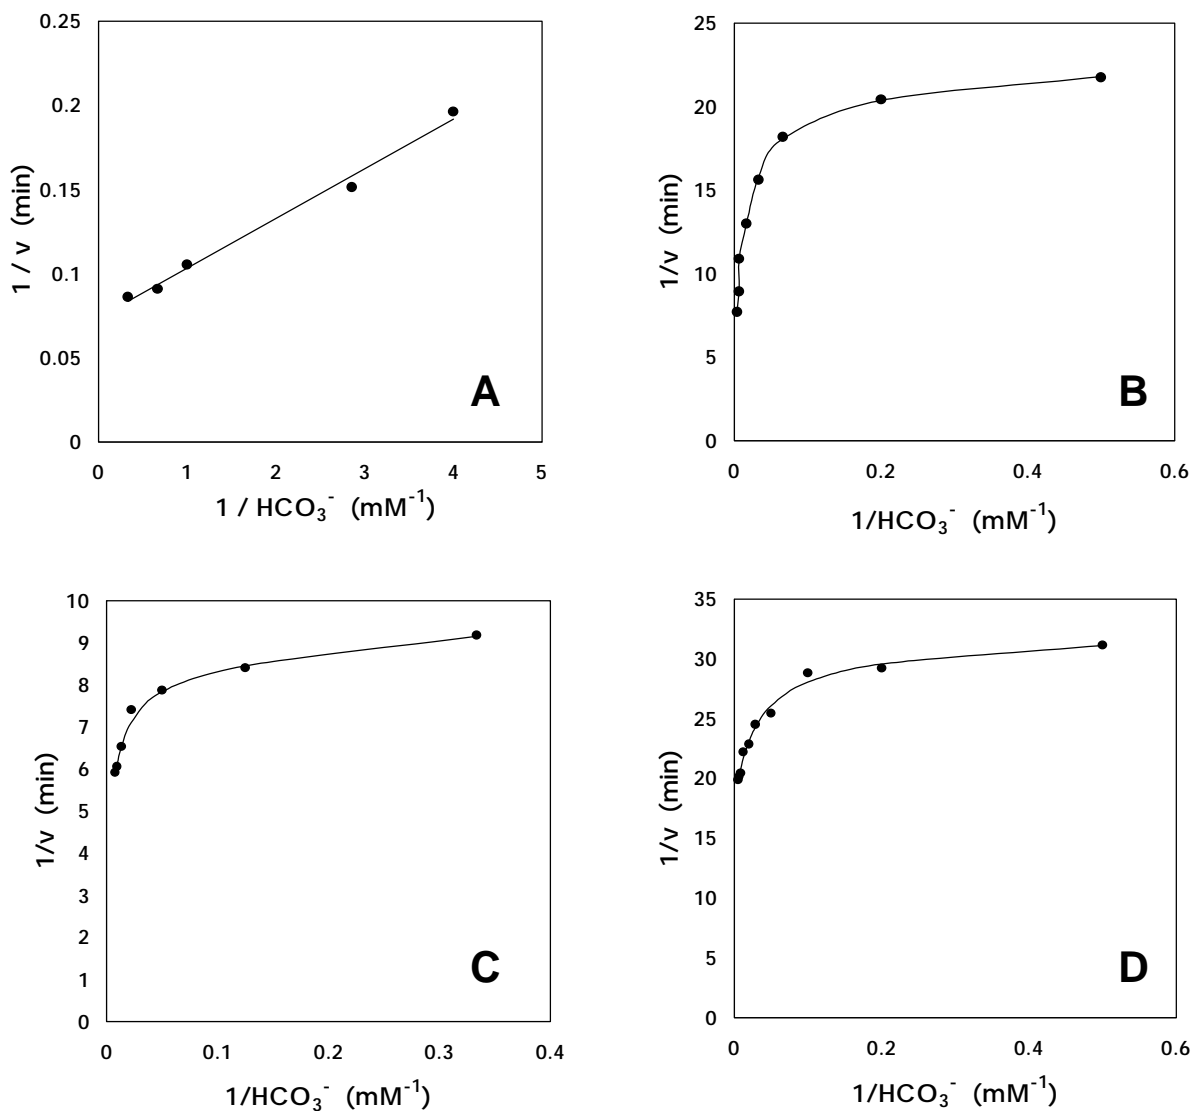 0.25
0.2
0.15
0.1
0.05
0
1 / v (min)
A
0 1 2 3 4 5
1 / HCO₃⁻ (mM⁻¹)
25
20
15
10
5
0
1/v (min)
B
0 0.2 0.4 0.6
1/HCO₃⁻ (mM⁻¹)
10
9
8
7
6
5
4
3
2
1
0
1/v (min)
C
0 0.1 0.2 0.3 0.4
1/HCO₃⁻ (mM⁻¹)
35
30
25
20
15
10
5
0
1/v (min)
D
0 0.2 0.4 0.6
1/HCO₃⁻ (mM⁻¹)